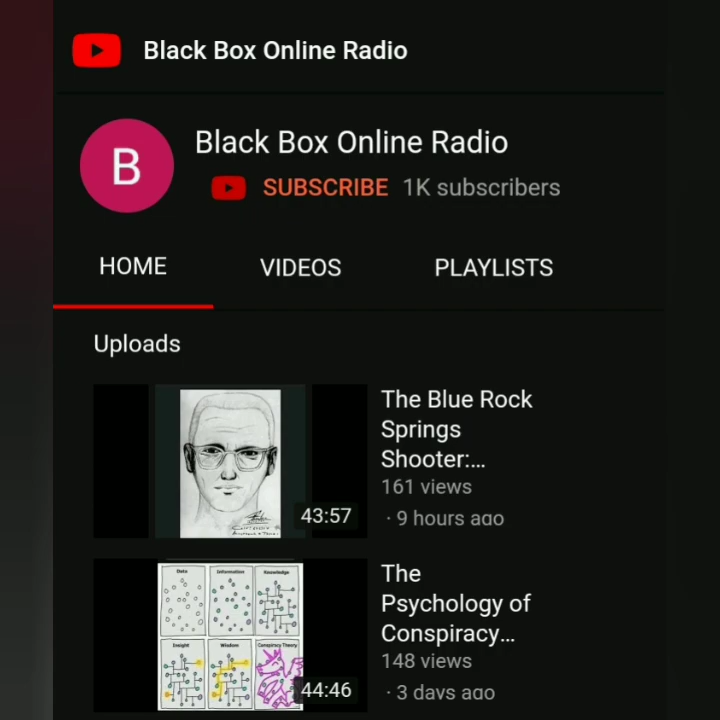 Black Box Online Radio
B
Black Box Online Radio
SUBSCRIBE 1K subscribers
HOME VIDEOS PLAYLISTS
Uploads
The Blue Rock
Springs
Shooter:...
161 views
· 9 hours ago
43:57
The
Psychology of
Conspiracy...
148 views
· 3 days ago
Data Information Knowledge
Insight Wisdom Conspiracy Theory
44:46